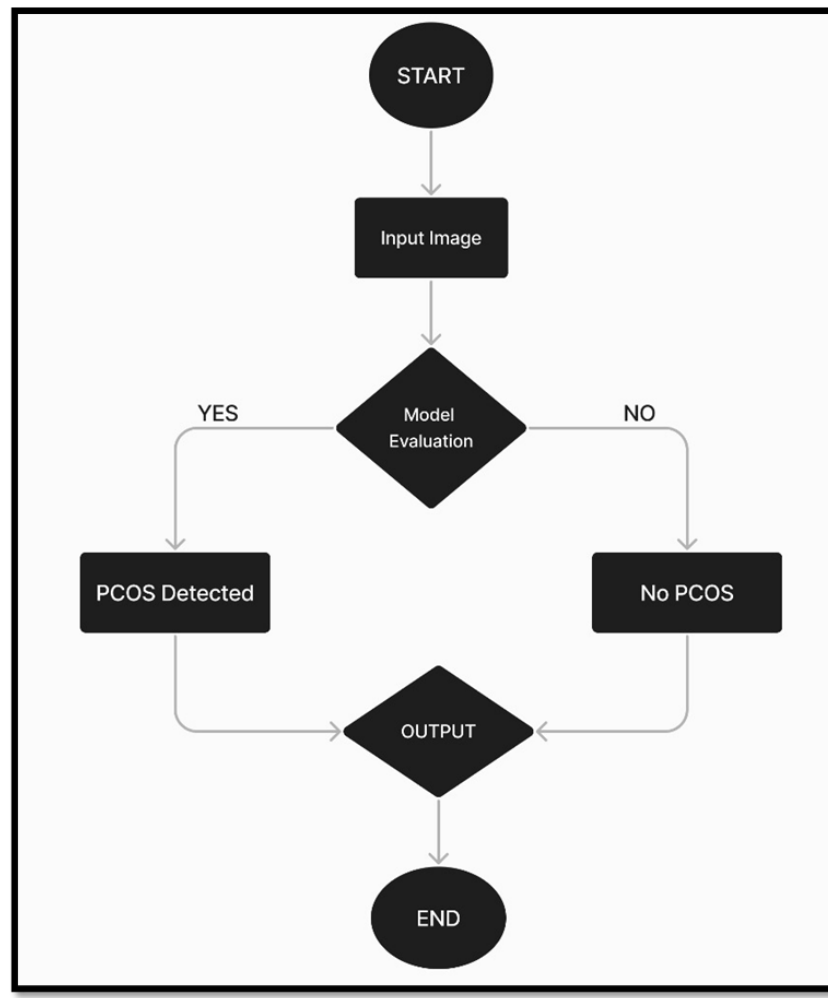 START
Input Image
Model
Evaluation
YES
NO
PCOS Detected
No PCOS
OUTPUT
END